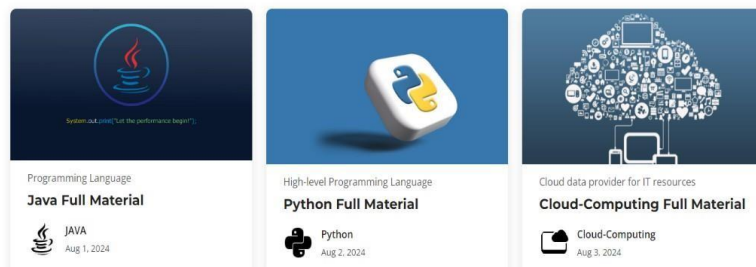 System.out.print("Let the performance begin!");
Programming Language
Java Full Material
JAVA
Aug 1, 2024
High-level Programming Language
Python Full Material
Python
Aug 2, 2024
Cloud data provider for IT resources
Cloud-Computing Full Material
Cloud-Computing
Aug 3, 2024